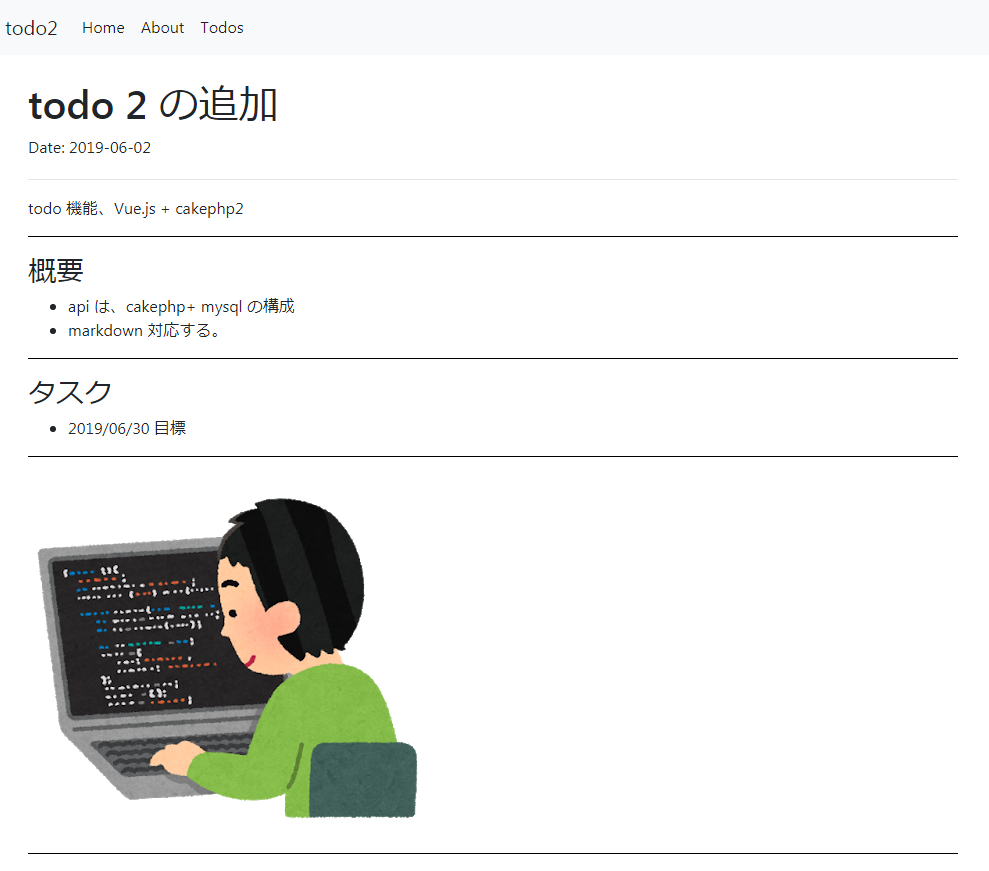 todo2 Home About Todos
todo 2 の追加
Date: 2019-06-02
todo 機能、Vue.js + cakephp2
概要
api は、cakephp+ mysql の構成
markdown 対応する。
タスク
2019/06/30 目標